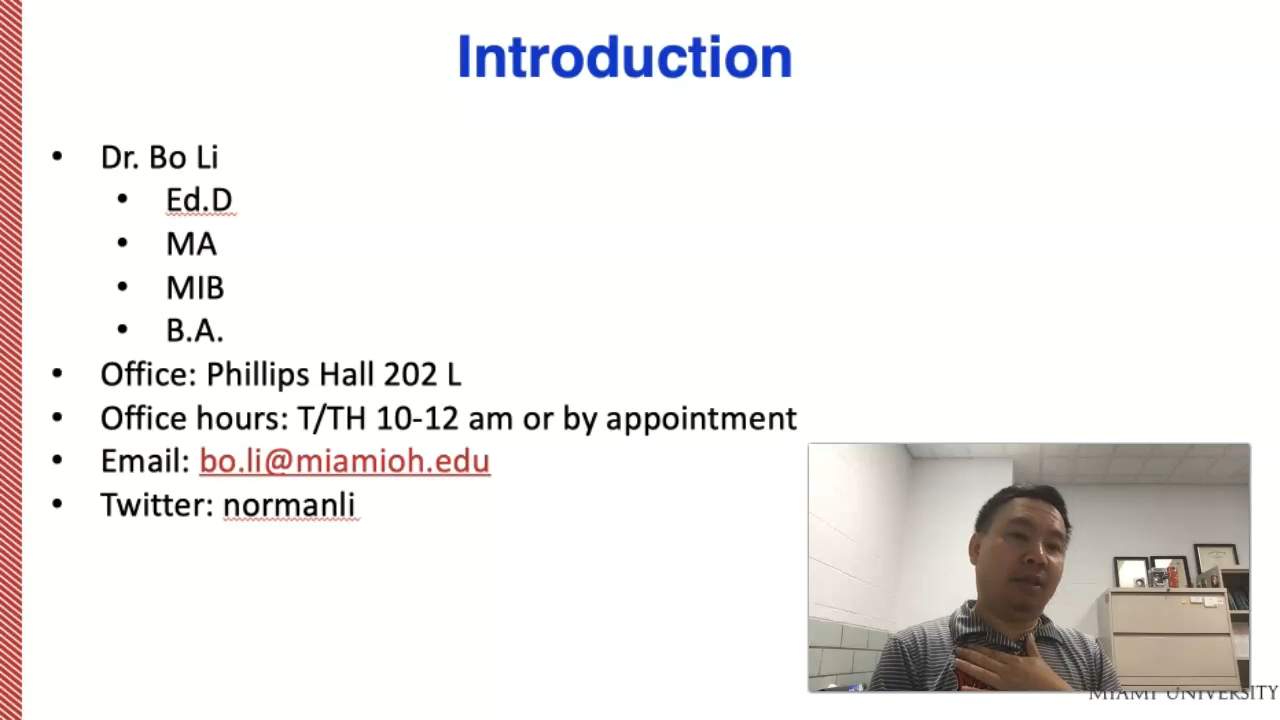 Introduction
• Dr. Bo Li
• Ed.D
• MA
• MIB
• B.A.
• Office: Phillips Hall 202 L
• Office hours: T/TH 10-12 am or by appointment
• Email: bo.li@miamioh.edu
• Twitter: normanli
MIAMI UNIVERSITY